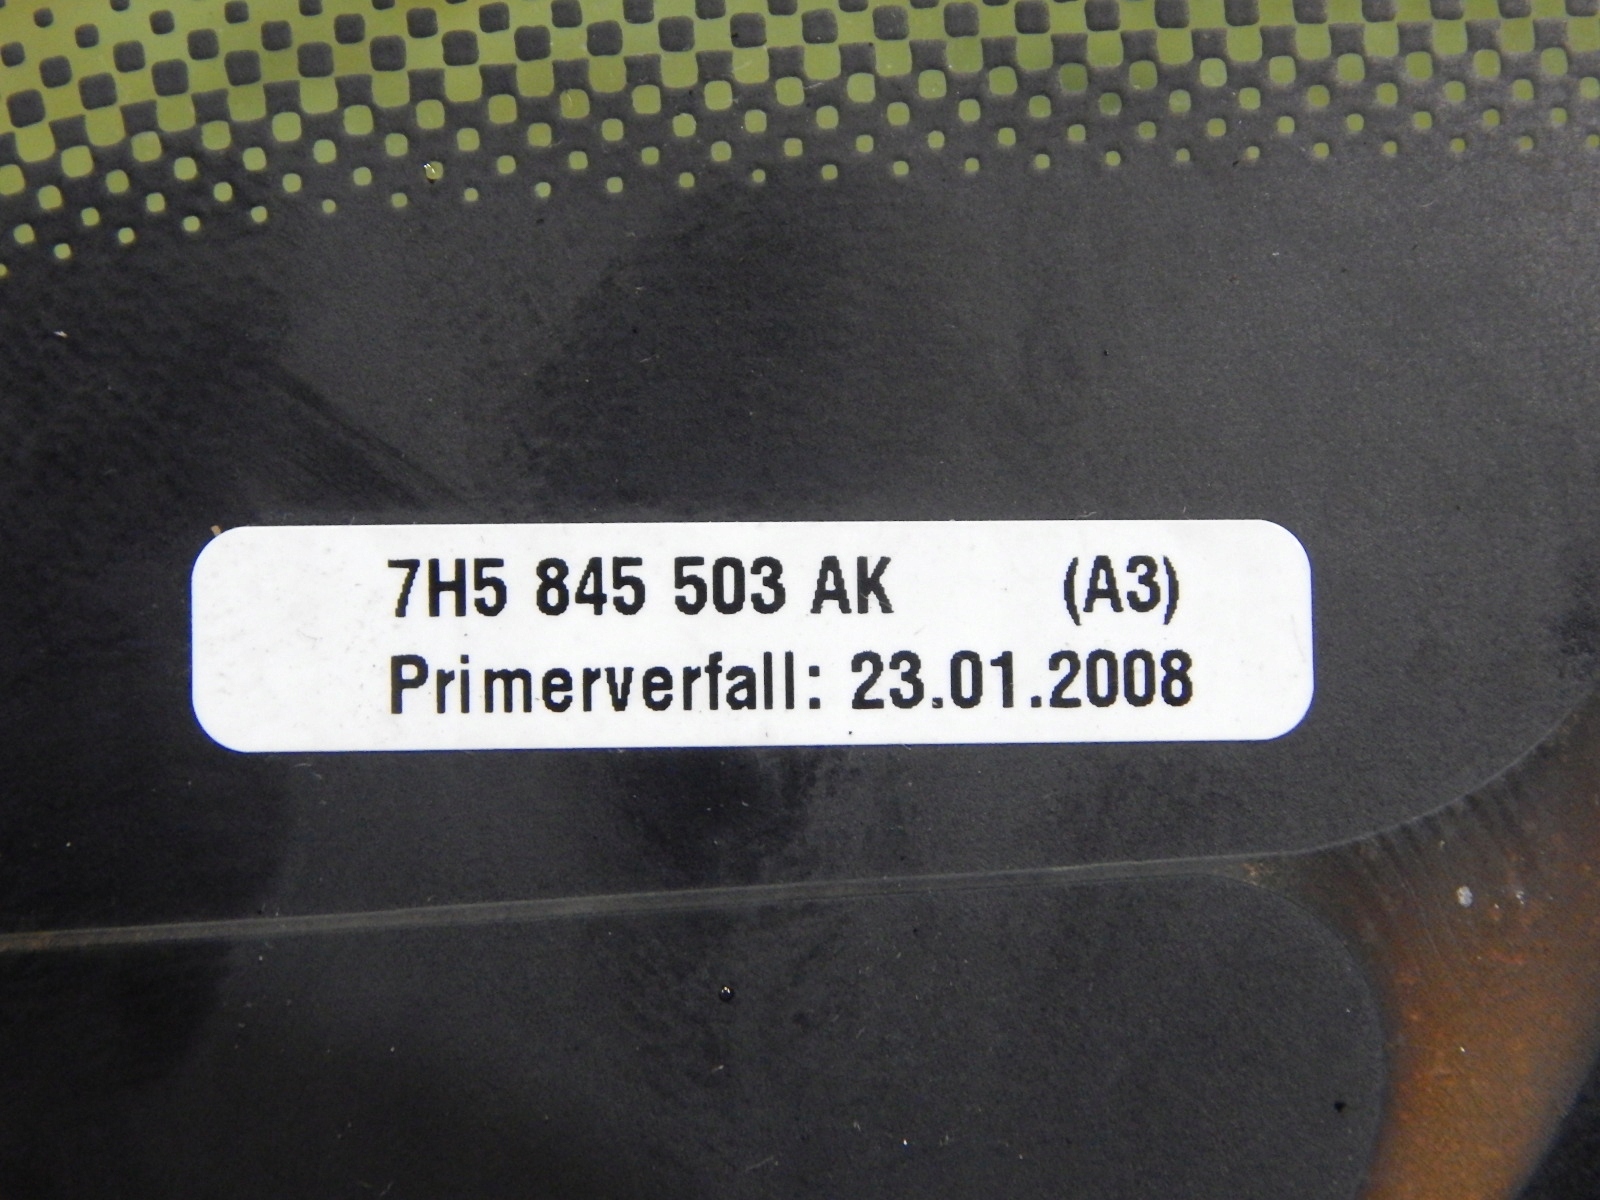 7H5 845 503 AK (A3)
Primerverfall: 23.01.2008